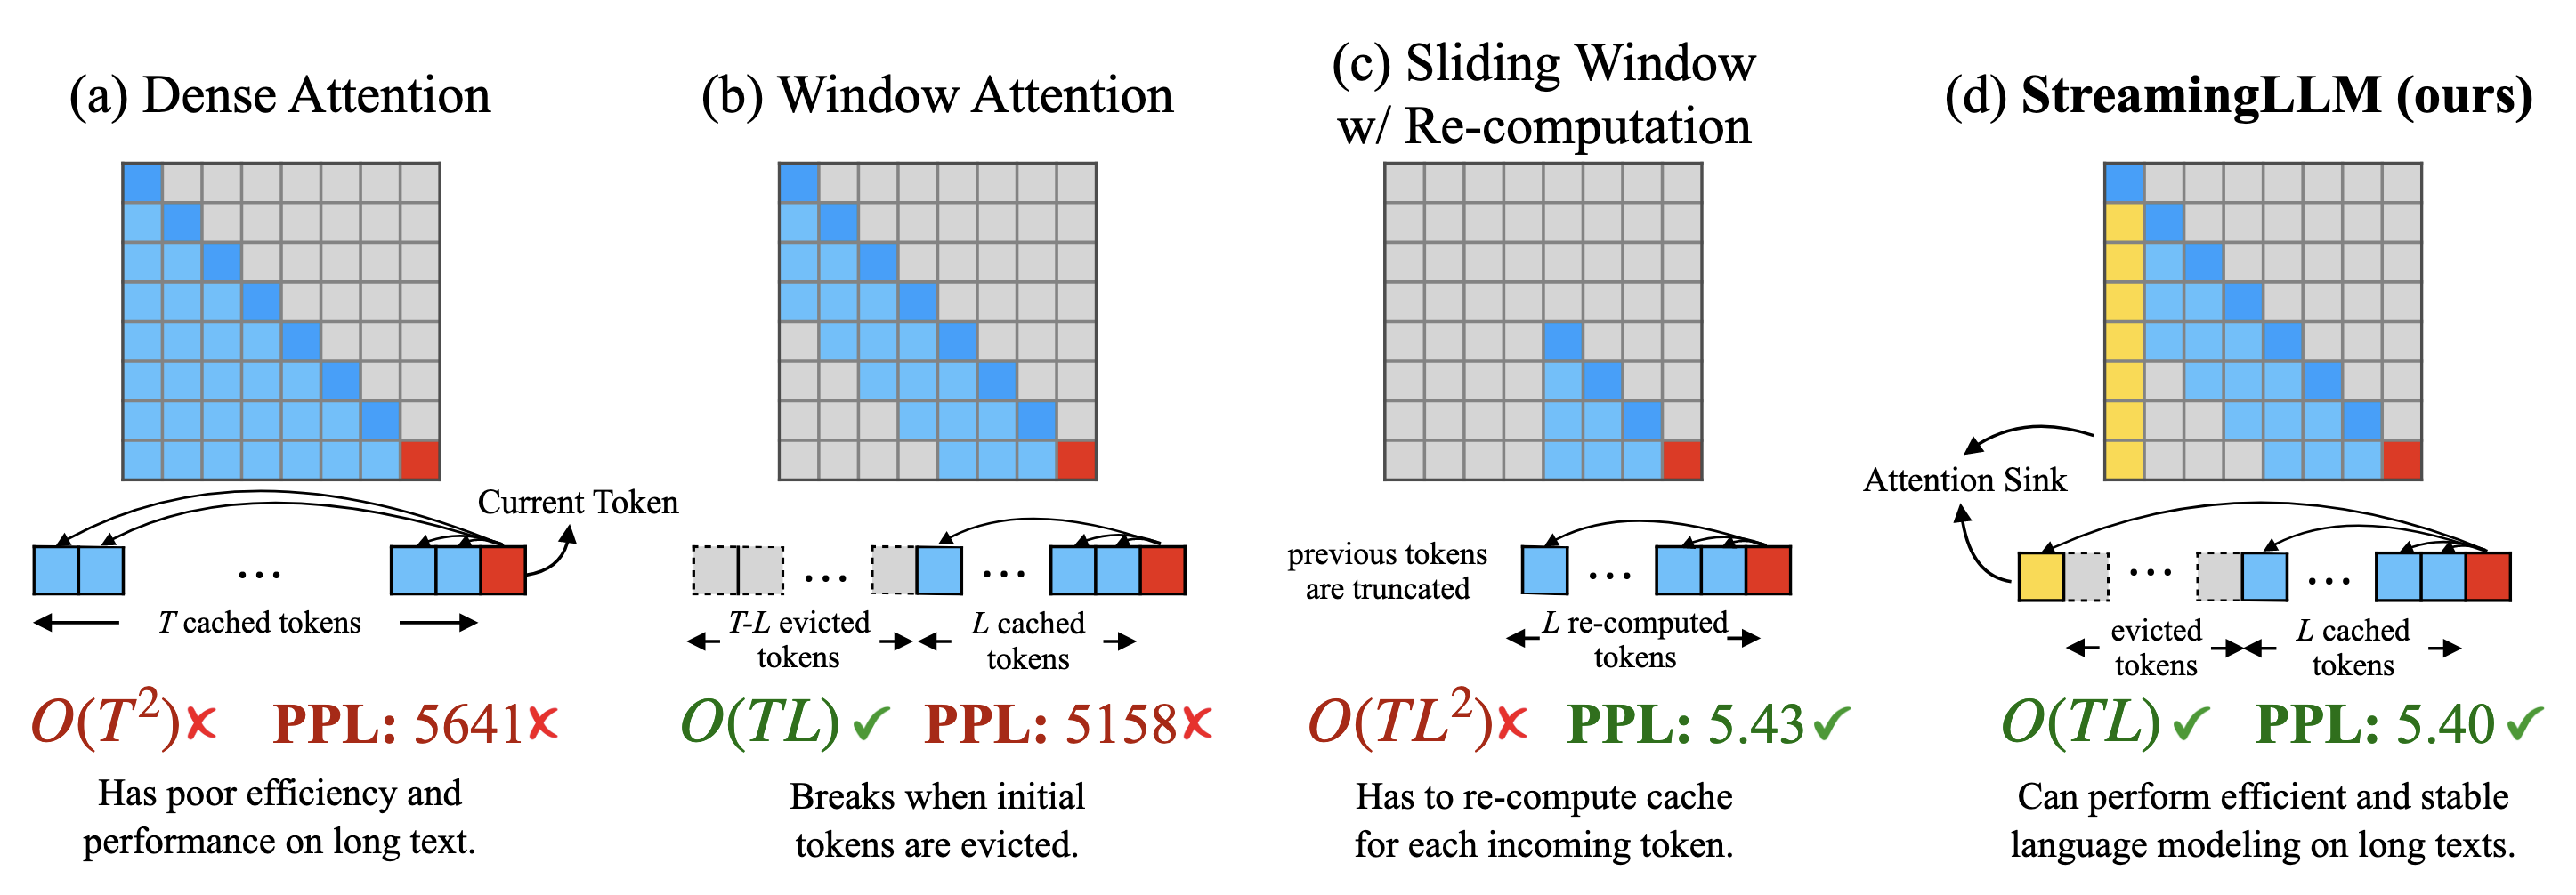 (a) Dense Attention
Current Token
...
T cached tokens
O(T²)✗ PPL: 5641✗
Has poor efficiency and
performance on long text.
(b) Window Attention
... ...
T-L evicted
tokens
L cached
tokens
O(TL) ✓ PPL: 5158✗
Breaks when initial
tokens are evicted.
(c) Sliding Window
w/ Re-computation
previous tokens
are truncated
...
L re-computed
tokens
O(TL²)✗ PPL: 5.43 ✓
Has to re-compute cache
for each incoming token.
(d) StreamingLLM (ours)
Attention Sink
... ...
evicted
tokens
L cached
tokens
O(TL) ✓ PPL: 5.40 ✓
Can perform efficient and stable
language modeling on long texts.